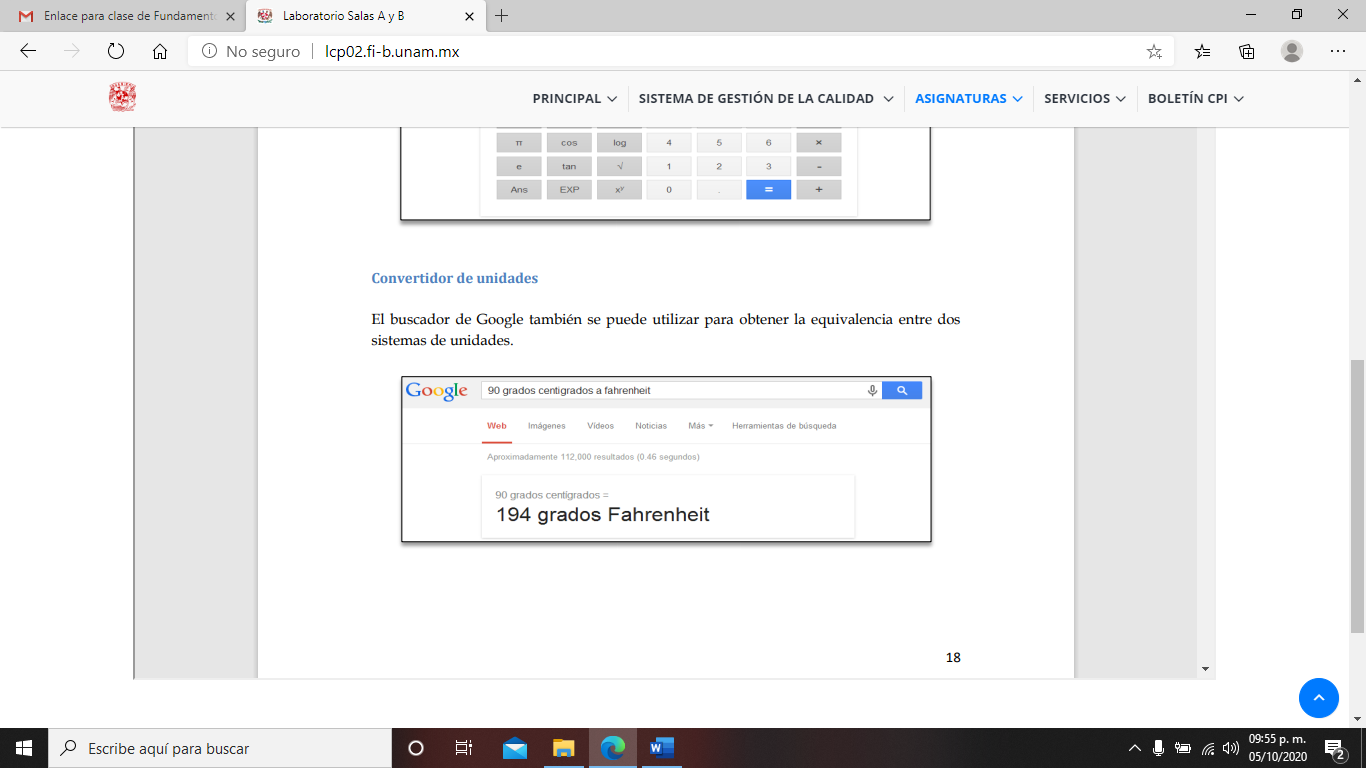 Enlace para clase de Fundament
Laboratorio Salas A y B
No seguro
lcp02.fi-b.unam.mx
PRINCIPAL
SISTEMA DE GESTIÓN DE LA CALIDAD
ASIGNATURAS
SERVICIOS
BOLETÍN CPI
π cos log 4 5 6 ×
e tan √ 1 2 3 -
Ans EXP xʸ 0 . = +
Convertidor de unidades
El buscador de Google también se puede utilizar para obtener la equivalencia entre dos
sistemas de unidades.
Google
90 grados centigrados a fahrenheit
Web Imágenes Vídeos Noticias Más Herramientas de búsqueda
Aproximadamente 112,000 resultados (0.46 segundos)
90 grados centígrados =
194 grados Fahrenheit
18
Escribe aquí para buscar
09:55 p. m.
05/10/2020
2